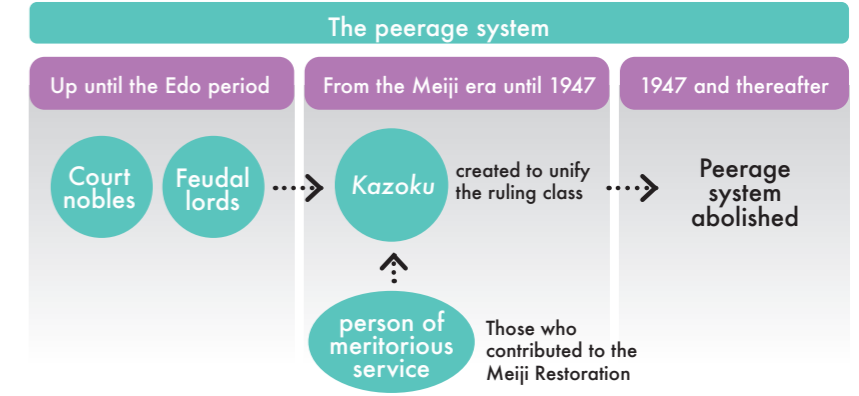 The peerage system
Up until the Edo period
From the Meiji era until 1947
1947 and thereafter
Court
nobles
Feudal
lords
Kazoku
created to unify
the ruling class
Peerage
system
abolished
person of
meritorious
service
Those who
contributed to the
Meiji Restoration